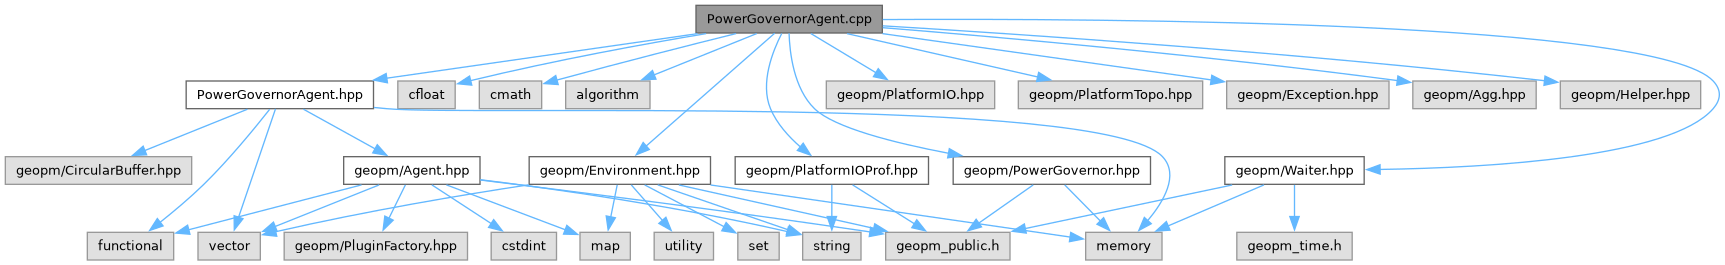 PowerGovernorAgent.cpp
PowerGovernorAgent.hpp
cfloat
cmath
algorithm
geopm/PlatformIO.hpp
geopm/PlatformTopo.hpp
geopm/Exception.hpp
geopm/Agg.hpp
geopm/Helper.hpp
geopm/CircularBuffer.hpp
geopm/Agent.hpp
geopm/Environment.hpp
geopm/PlatformIOProf.hpp
geopm/PowerGovernor.hpp
geopm/Waiter.hpp
functional
vector
geopm/PluginFactory.hpp
cstdint
map
utility
set
string
geopm_public.h
memory
geopm_time.h